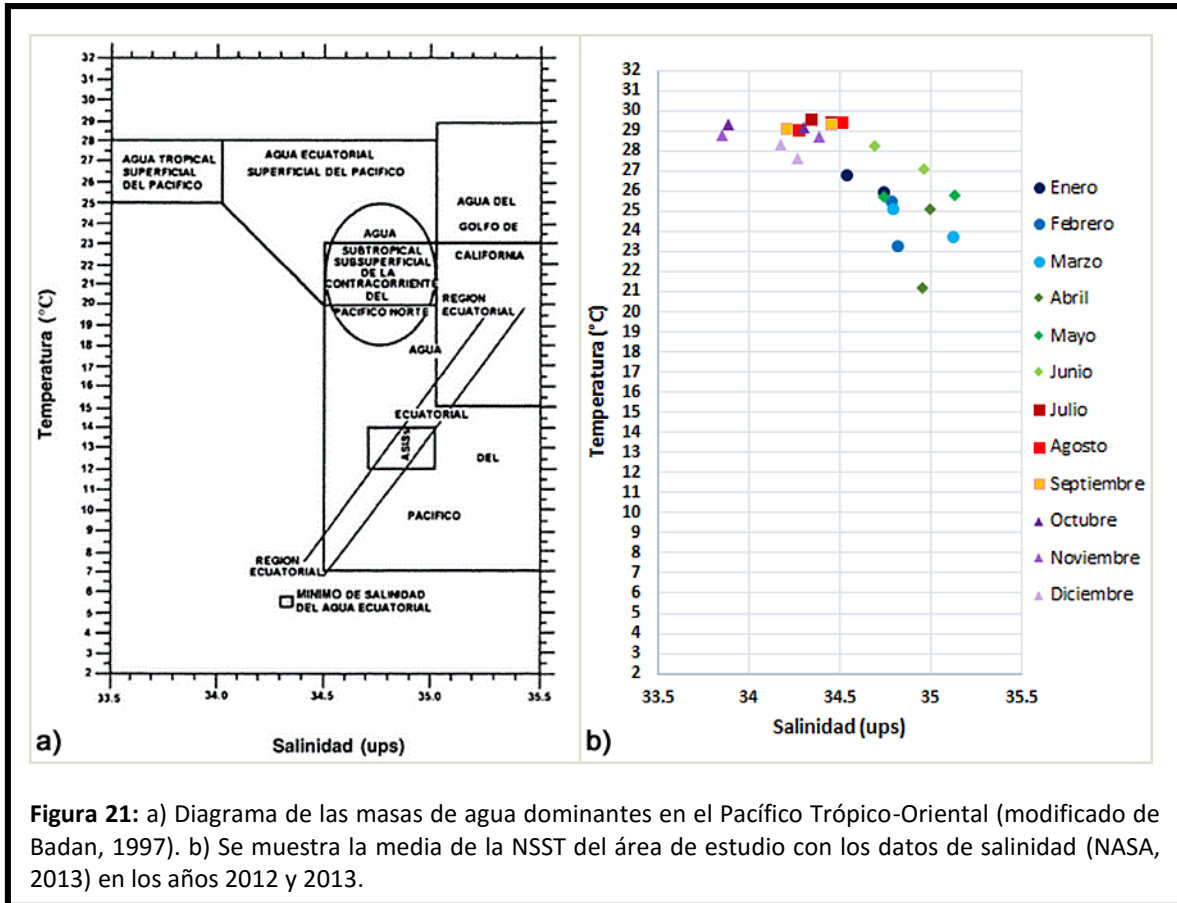 32
31
30
29
28
27
26
25
24
23
22
21
20
19
18
17
16
15
14
13
12
11
10
9
8
7
6
5
4
3
2
Temperatura (°C)
AGUA TROPICAL
SUPERFICIAL
DEL PACIFICO
AGUA ECUATORIAL
SUPERFICIAL DEL PACIFICO
AGUA DEL
GOLFO DE
CALIFORNIA
AGUA
SUBTROPICAL
SUBSUPERFICIAL
DE LA
CONTRACORRIENTE
DEL
PACIFICO NORTE
REGION
ECUATORIAL
AGUA
ECUATORIAL
DEL
PACIFICO
REGION
ECUATORIAL
MINIMO DE SALINIDAD
DEL AGUA ECUATORIAL
33.5 34.0 34.5 35.0 35.5
Salinidad (ups)
a)
32
31
30
29
28
27
26
25
24
23
22
21
20
19
18
17
16
15
14
13
12
11
10
9
8
7
6
5
4
3
2
Temperatura (°C)
33.5 34 34.5 35 35.5
Salinidad (ups)
b)
Enero
Febrero
Marzo
Abril
Mayo
Junio
Julio
Agosto
Septiembre
Octubre
Noviembre
Diciembre
Figura 21: a) Diagrama de las masas de agua dominantes en el Pacífico Trópico-Oriental (modificado de
Badan, 1997). b) Se muestra la media de la NSST del área de estudio con los datos de salinidad (NASA,
2013) en los años 2012 y 2013.